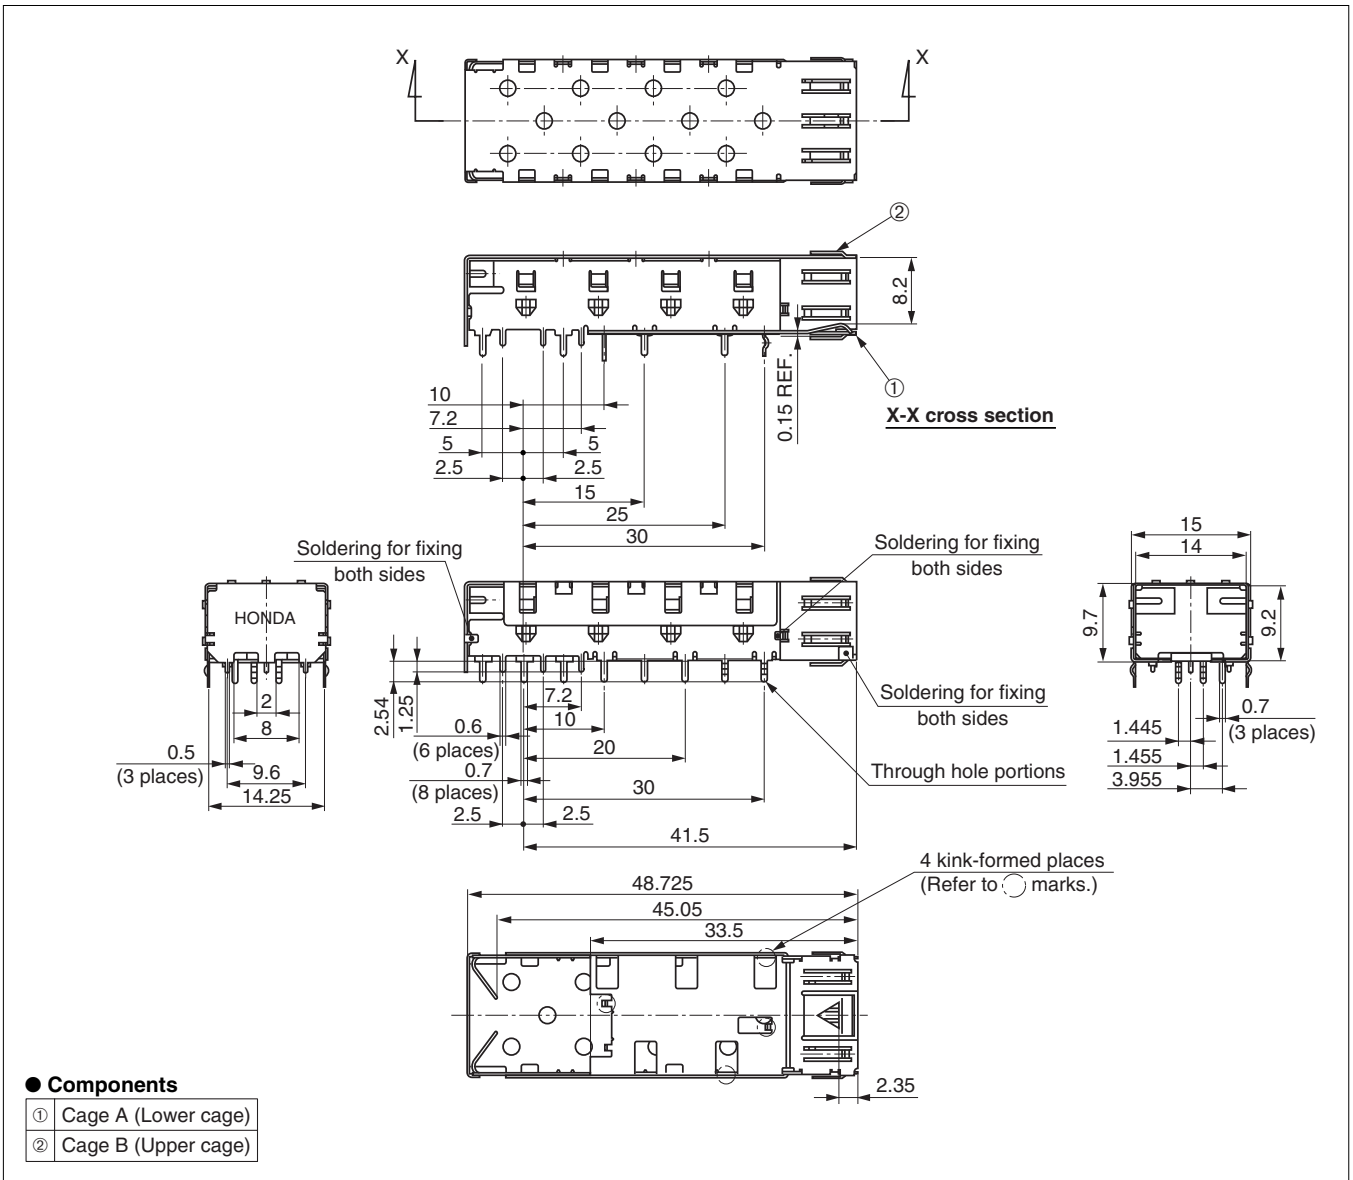 X
X
②
8.2
0.15 REF.
①
X-X cross section
10
7.2
5
5
2.5
2.5
15
25
30
Soldering for fixing
both sides
Soldering for fixing
both sides
15
14
9.7
9.2
HONDA
2
8
0.5
(3 places)
9.6
14.25
2.54
1.25
7.2
0.6
(6 places)
10
20
0.7
(8 places)
30
2.5
2.5
41.5
Soldering for fixing
both sides
Through hole portions
0.7
(3 places)
1.445
1.455
3.955
4 kink-formed places
(Refer to ◌ marks.)
48.725
45.05
33.5
2.35
● Components
① Cage A (Lower cage)
② Cage B (Upper cage)